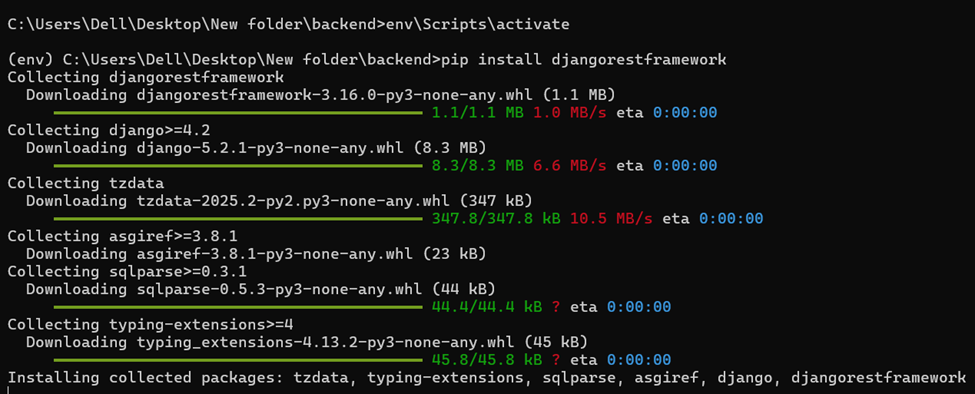 C:\Users\Dell\Desktop\New folder\backend>env\Scripts\activate
(env) C:\Users\Dell\Desktop\New folder\backend>pip install djangorestframework
Collecting djangorestframework
  Downloading djangorestframework-3.16.0-py3-none-any.whl (1.1 MB)
1.1/1.1 MB 1.0 MB/s eta 0:00:00
Collecting django>=4.2
  Downloading django-5.2.1-py3-none-any.whl (8.3 MB)
8.3/8.3 MB 6.6 MB/s eta 0:00:00
Collecting tzdata
  Downloading tzdata-2025.2-py2.py3-none-any.whl (347 kB)
347.8/347.8 kB 10.5 MB/s eta 0:00:00
Collecting asgiref>=3.8.1
  Downloading asgiref-3.8.1-py3-none-any.whl (23 kB)
Collecting sqlparse>=0.3.1
  Downloading sqlparse-0.5.3-py3-none-any.whl (44 kB)
44.4/44.4 kB ? eta 0:00:00
Collecting typing-extensions>=4
  Downloading typing_extensions-4.13.2-py3-none-any.whl (45 kB)
45.8/45.8 kB ? eta 0:00:00
Installing collected packages: tzdata, typing-extensions, sqlparse, asgiref, django, djangorestframework